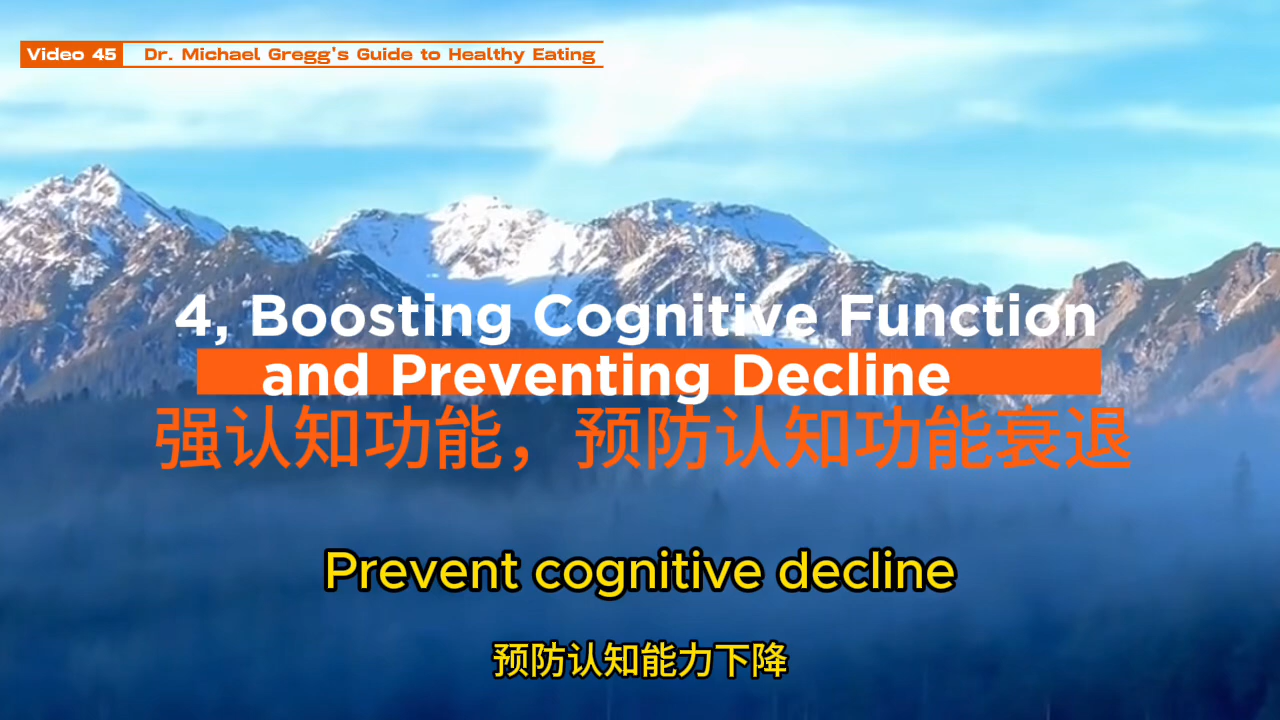 Video 45
Dr. Michael Gregg's Guide to Healthy Eating
4, Boosting Cognitive Function
and Preventing Decline
强认知功能，预防认知功能衰退
Prevent cognitive decline
预防认知能力下降